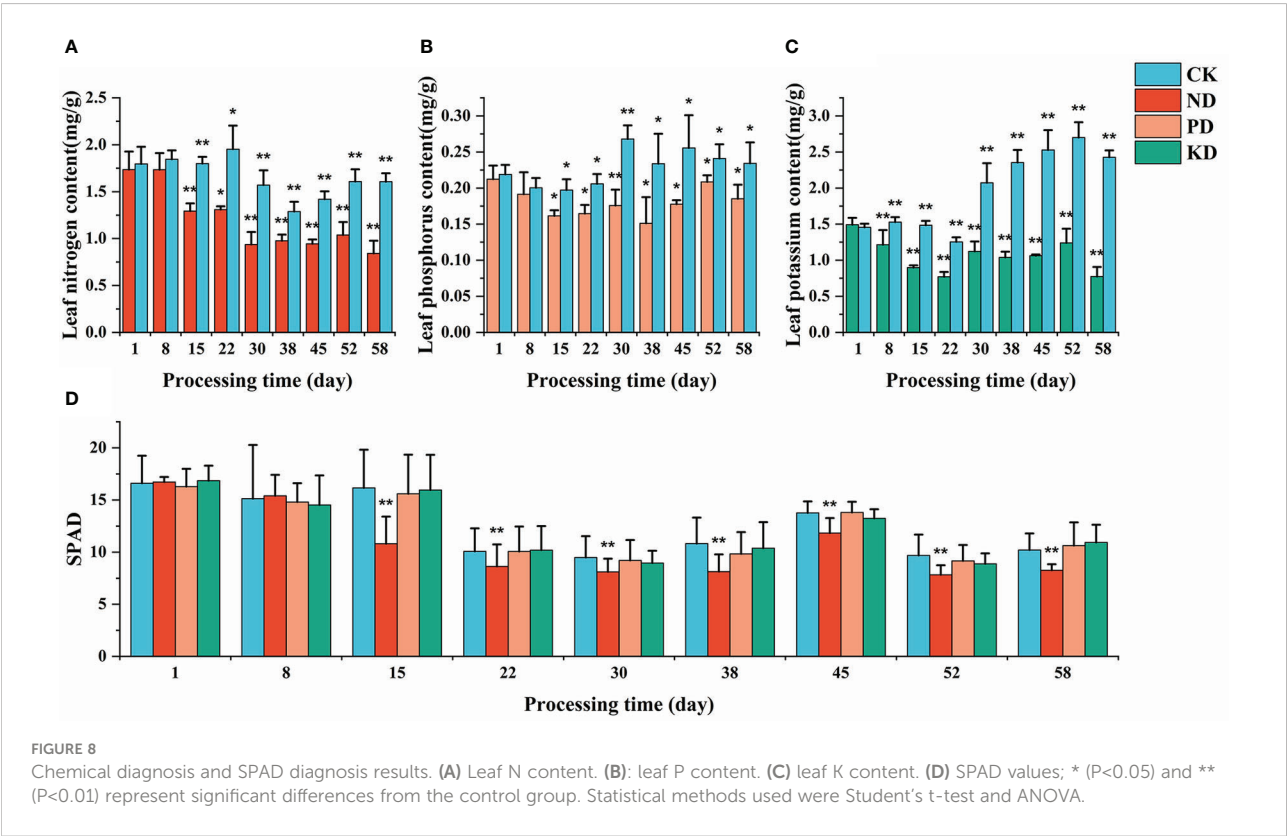 A
B
C
CK
ND
PD
KD
Leaf nitrogen content(mg/g)
2.5
2.0
1.5
1.0
0.5
0.0
* ** ** ** ** ** **
** * ** ** ** ** **
1 8 15 22 30 38 45 52 58
Processing time (day)
Leaf phosphorus content(mg/g)
0.30
0.25
0.20
0.15
0.10
0.05
0.00
* * ** * * * *
* * ** * * * *
1 8 15 22 30 38 45 52 58
Processing time (day)
Leaf potassium content(mg/g)
3.0
2.5
2.0
1.5
1.0
0.5
0.0
** ** ** ** ** ** ** **
** ** ** ** ** ** ** **
1 8 15 22 30 38 45 52 58
Processing time (day)
D
SPAD
20
15
10
5
0
** ** ** ** ** ** **
1 8 15 22 30 38 45 52 58
Processing time (day)
FIGURE 8
Chemical diagnosis and SPAD diagnosis results. (A) Leaf N content. (B): leaf P content. (C) leaf K content. (D) SPAD values; * (P<0.05) and **
(P<0.01) represent significant differences from the control group. Statistical methods used were Student's t-test and ANOVA.